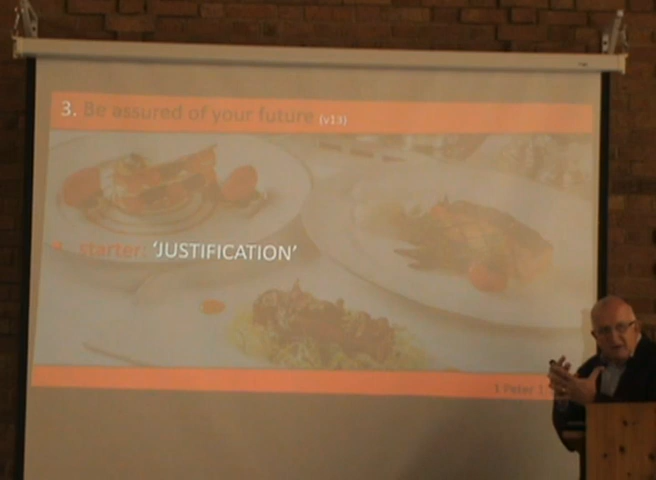 3. Be assured of your future (v13)
• starter: ‘JUSTIFICATION’
1 Peter 1